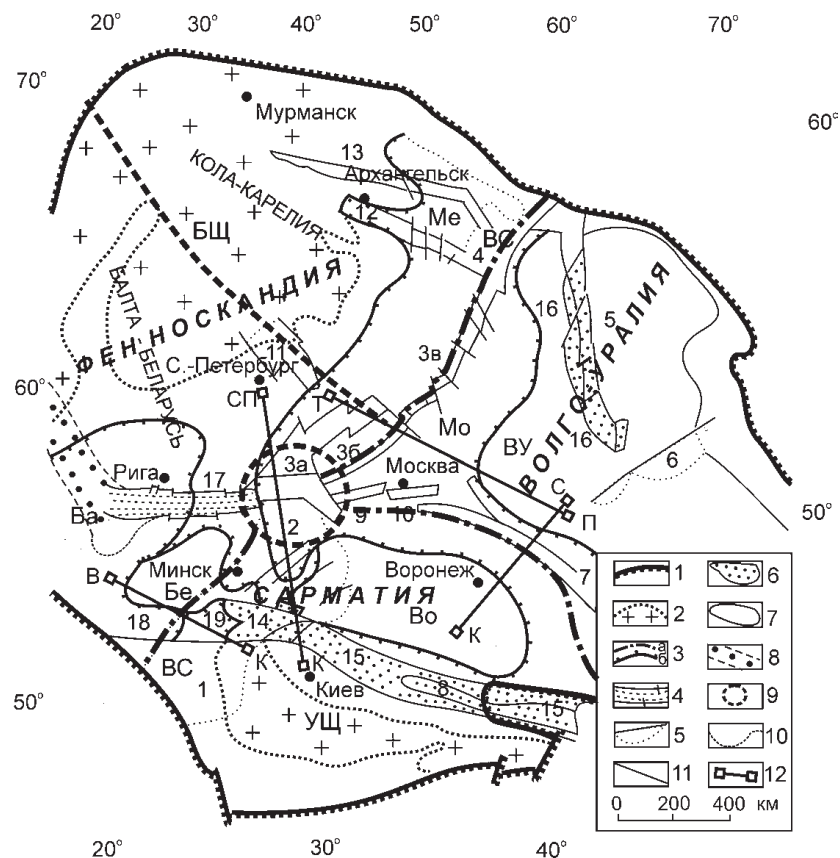 20° 30° 40° 50° 60° 70°
70°
60°
Мурманск
КОЛА-КАРЕЛИЯ
13
Архангельск
12
Ме
ВС
4
БЩ
ФЕННОСКАНДИЯ
БАЛТА БЕЛАРУСЬ
11
С.-Петербург
СП
Т
3в
Мо
16
5
ВОЛГО-УРАЛИЯ
16
ВУ
6
60°
Рига
17
3а
3б
Москва
С
П
50°
Ба
2
9
10
7
В
Минск
Бе
САРМАТИЯ
Воронеж
Во
К
18
19
14
К
К
15
ВС
1
Киев
8
15
50°
УЩ
1
2
3
а
б
4
5
11
6
7
8
9
10
12
0 200 400 км
20° 30° 40°